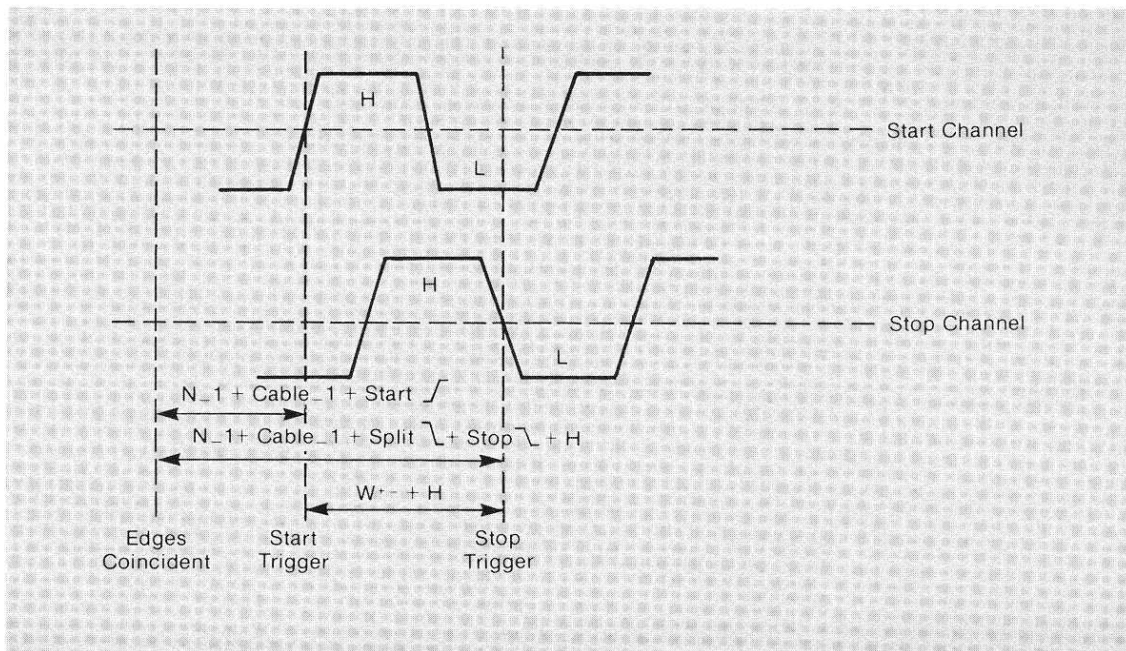 H
L
Start Channel
H
L
Stop Channel
N_1 + Cable_1 + Start
N_1 + Cable_1 + Split + Stop + H
W+- + H
Edges
Coincident
Start
Trigger
Stop
Trigger